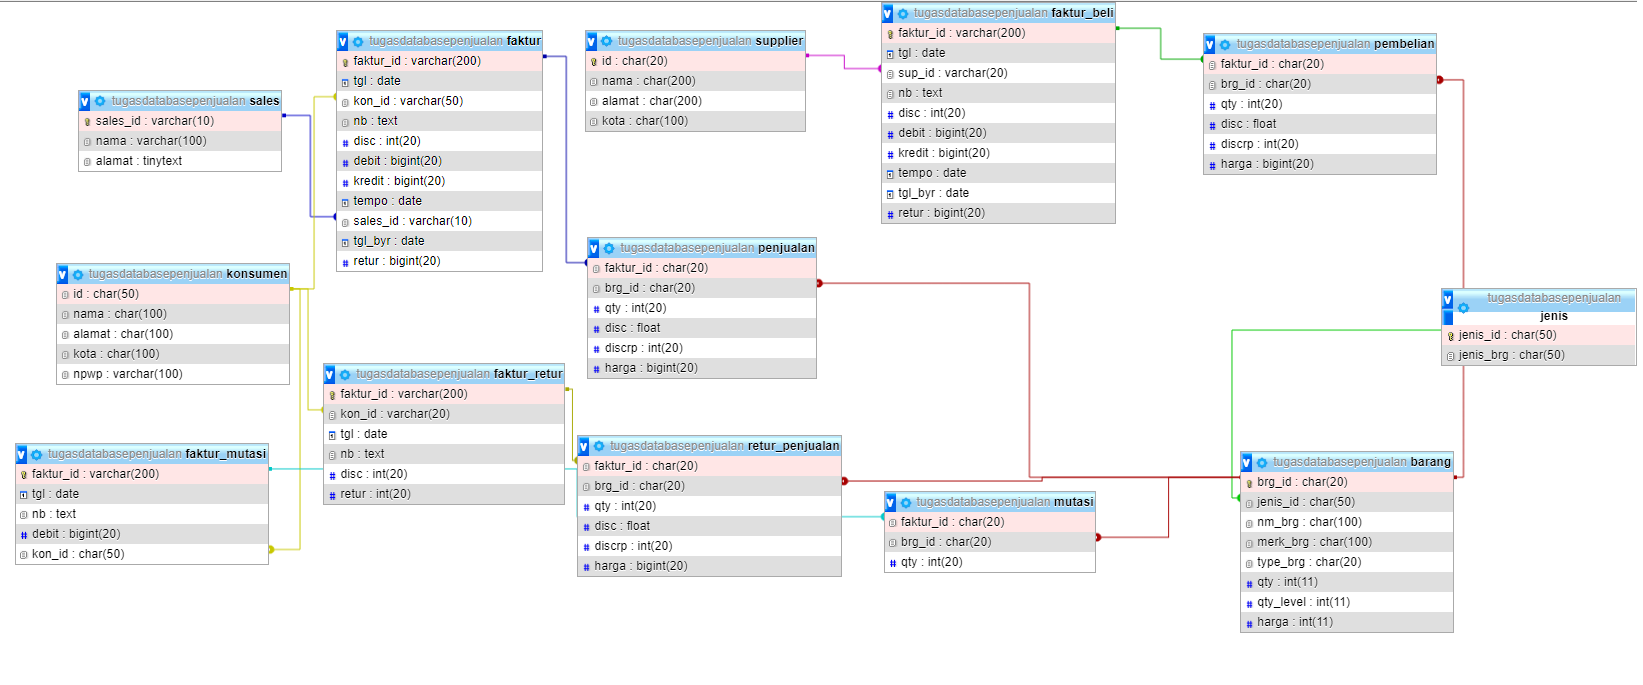 tugasdatabasepenjualan faktur_beli
faktur_id : varchar(200)
tgl : date
sup_id : varchar(20)
nb : text
disc : int(20)
debit : bigint(20)
kredit : bigint(20)
tempo : date
tgl_byr : date
retur : bigint(20)
tugasdatabasepenjualan faktur
faktur_id : varchar(200)
tgl : date
kon_id : varchar(50)
nb : text
disc : int(20)
debit : bigint(20)
kredit : bigint(20)
tempo : date
sales_id : varchar(10)
tgl_byr : date
retur : bigint(20)
tugasdatabasepenjualan supplier
id : char(20)
nama : char(200)
alamat : char(200)
kota : char(100)
tugasdatabasepenjualan pembelian
faktur_id : char(20)
brg_id : char(20)
qty : int(20)
disc : float
discrp : int(20)
harga : bigint(20)
tugasdatabasepenjualan sales
sales_id : varchar(10)
nama : varchar(100)
alamat : tinytext
tugasdatabasepenjualan penjualan
faktur_id : char(20)
brg_id : char(20)
qty : int(20)
disc : float
discrp : int(20)
harga : bigint(20)
tugasdatabasepenjualan konsumen
id : char(50)
nama : char(100)
alamat : char(100)
kota : char(100)
npwp : varchar(100)
tugasdatabasepenjualan
jenis
jenis_id : char(50)
jenis_brg : char(50)
tugasdatabasepenjualan faktur_retur
faktur_id : varchar(200)
kon_id : varchar(20)
tgl : date
nb : text
disc : int(20)
retur : int(20)
tugasdatabasepenjualan retur_penjualan
faktur_id : char(20)
brg_id : char(20)
qty : int(20)
disc : float
discrp : int(20)
harga : bigint(20)
tugasdatabasepenjualan faktur_mutasi
faktur_id : varchar(200)
tgl : date
nb : text
debit : bigint(20)
kon_id : char(50)
tugasdatabasepenjualan barang
brg_id : char(20)
jenis_id : char(50)
nm_brg : char(100)
merk_brg : char(100)
type_brg : char(20)
qty : int(11)
qty_level : int(11)
harga : int(11)
tugasdatabasepenjualan mutasi
faktur_id : char(20)
brg_id : char(20)
qty : int(20)